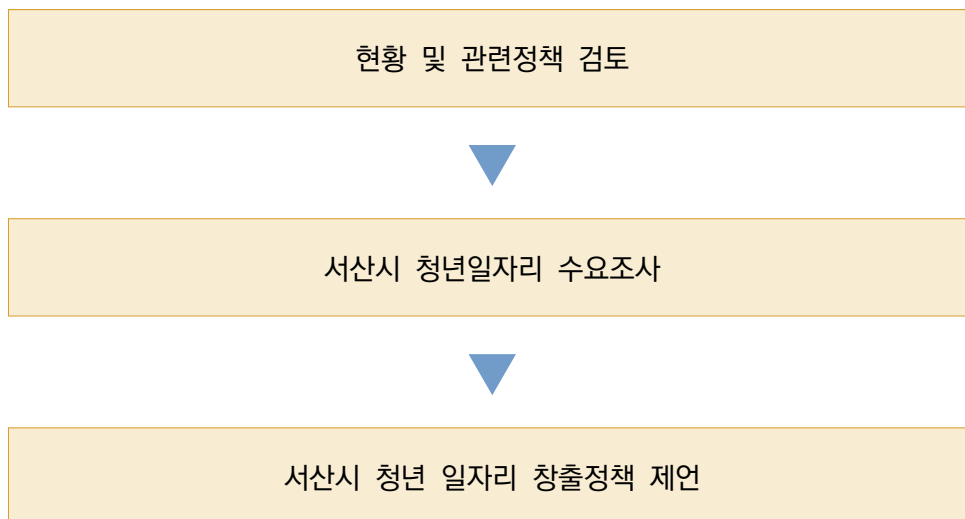 현황 및 관련정책 검토
서산시 청년일자리 수요조사
서산시 청년 일자리 창출정책 제언